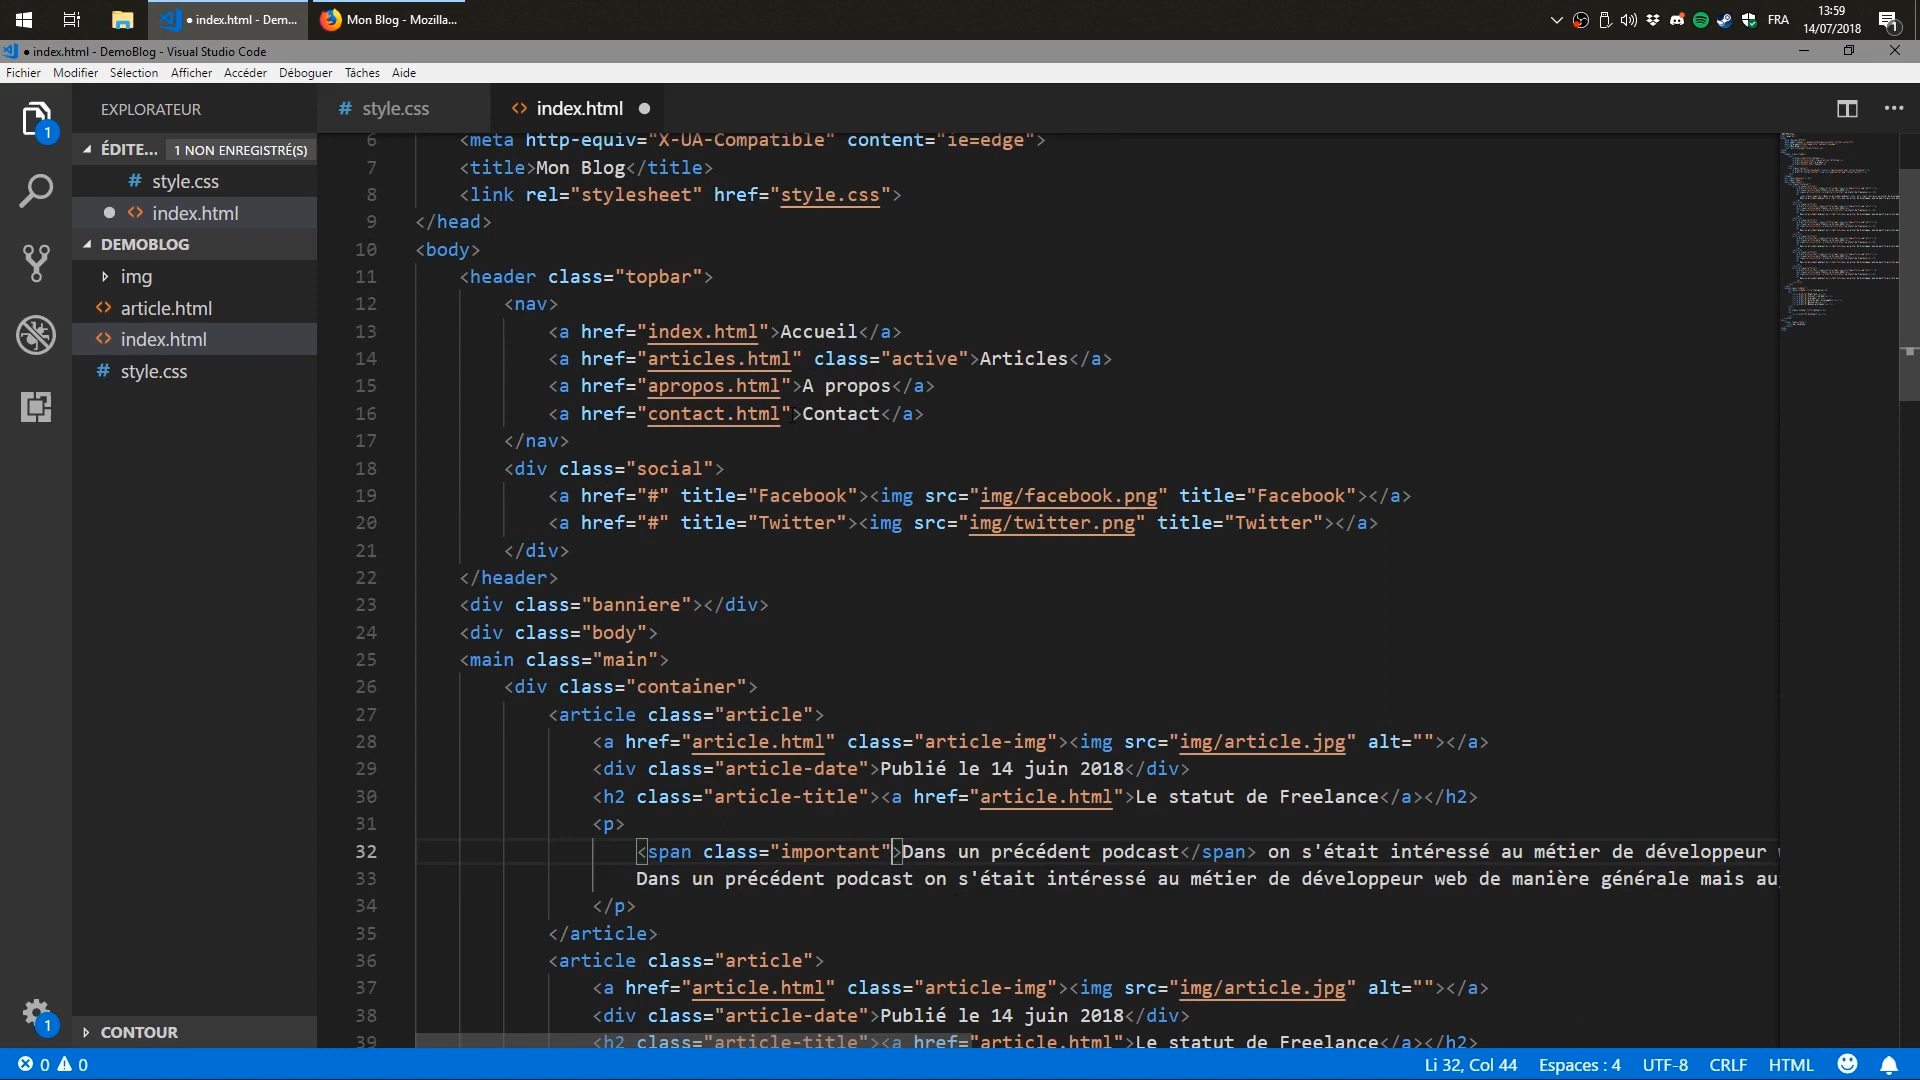 ● index.html - Dem...
Mon Blog - Mozilla...
FRA
13:59
14/07/2018
1
● index.html - DemoBlog - Visual Studio Code
Fichier Modifier Sélection Afficher Accéder Déboguer Tâches Aide
EXPLORATEUR
1
ÉDITE... 1 NON ENREGISTRÉ(S)
# style.css
● <> index.html
DEMOBLOG
img
<> article.html
<> index.html
# style.css
CONTOUR
1
# style.css
<> index.html ●
6 <meta http-equiv="X-UA-Compatible" content="ie=edge">
7 <title>Mon Blog</title>
8 <link rel="stylesheet" href="style.css">
9 </head>
10 <body>
11 <header class="topbar">
12 <nav>
13 <a href="index.html">Accueil</a>
14 <a href="articles.html" class="active">Articles</a>
15 <a href="apropos.html">A propos</a>
16 <a href="contact.html">Contact</a>
17 </nav>
18 <div class="social">
19 <a href="#" title="Facebook"><img src="img/facebook.png" title="Facebook"></a>
20 <a href="#" title="Twitter"><img src="img/twitter.png" title="Twitter"></a>
21 </div>
22 </header>
23 <div class="banniere"></div>
24 <div class="body">
25 <main class="main">
26 <div class="container">
27 <article class="article">
28 <a href="article.html" class="article-img"><img src="img/article.jpg" alt=""></a>
29 <div class="article-date">Publié le 14 juin 2018</div>
30 <h2 class="article-title"><a href="article.html">Le statut de Freelance</a></h2>
31 <p>
32 <span class="important">Dans un précédent podcast</span> on s'était intéressé au métier de développeur
33 Dans un précédent podcast on s'était intéressé au métier de développeur web de manière générale mais au
34 </p>
35 </article>
36 <article class="article">
37 <a href="article.html" class="article-img"><img src="img/article.jpg" alt=""></a>
38 <div class="article-date">Publié le 14 juin 2018</div>
39 <h2 class="article-title"><a href="article.html">Le statut de Freelance</a></h2>
0 0
Li 32, Col 44 Espaces : 4 UTF-8 CRLF HTML